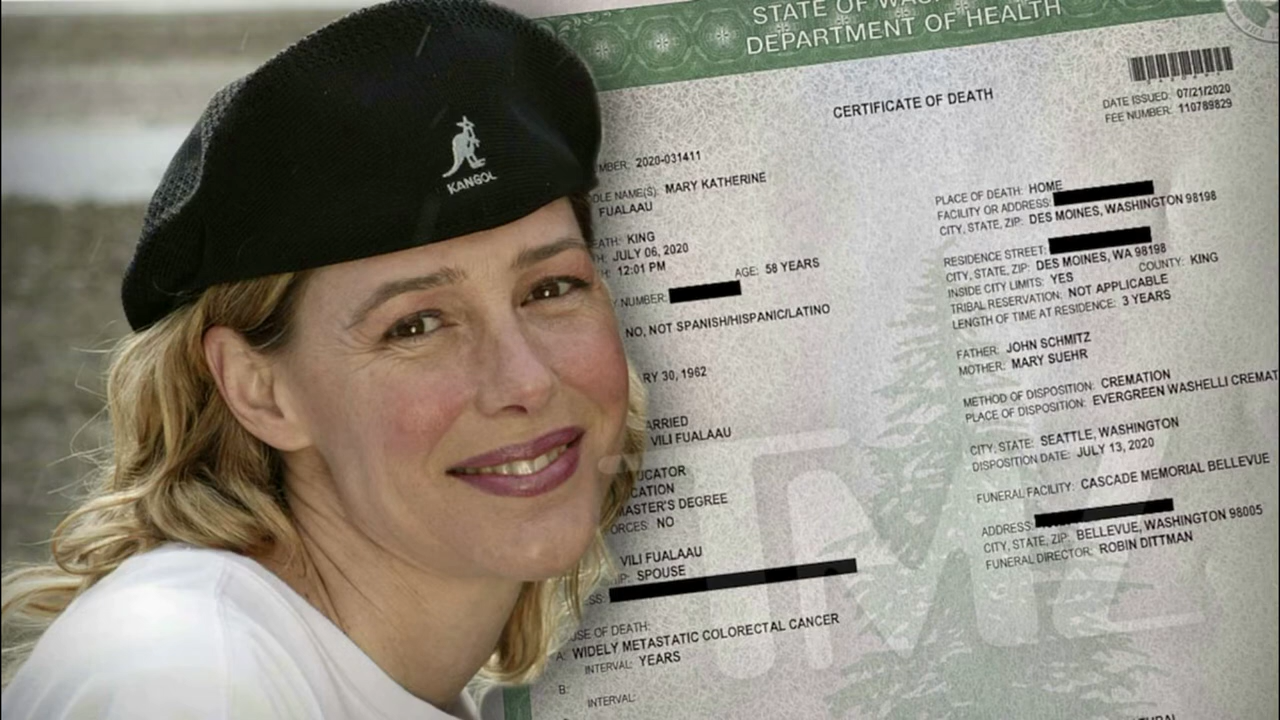 KANGOL
STATE OF WAS
DEPARTMENT OF HEALTH
CERTIFICATE OF DEATH
DATE ISSUED: 07/21/2020
FEE NUMBER: 110789829
MBER: 2020-031411
DLE NAME(S): MARY KATHERINE
FUALAAU
EATH: KING
TH: JULY 06, 2020
H: 12:01 PM
AGE: 58 YEARS
Y NUMBER:
NO, NOT SPANISH/HISPANIC/LATINO
RY 30, 1962
ARRIED
VILI FUALAAU
UCATOR
CATION
MASTER'S DEGREE
ORCES: NO
VILI FUALAAU
IP: SPOUSE
SS:
USE OF DEATH:
A: WIDELY METASTATIC COLORECTAL CANCER
INTERVAL: YEARS
B:
INTERVAL:
PLACE OF DEATH: HOME
FACILITY OR ADDRESS:
CITY, STATE, ZIP: DES MOINES, WASHINGTON 98198
RESIDENCE STREET:
CITY, STATE, ZIP: DES MOINES, WA 98198
INSIDE CITY LIMITS: YES COUNTY: KING
TRIBAL RESERVATION: NOT APPLICABLE
LENGTH OF TIME AT RESIDENCE: 3 YEARS
FATHER: JOHN SCHMITZ
MOTHER: MARY SUEHR
METHOD OF DISPOSITION: CREMATION
PLACE OF DISPOSITION: EVERGREEN WASHELLI CREMAT
CITY, STATE: SEATTLE, WASHINGTON
DISPOSITION DATE: JULY 13, 2020
FUNERAL FACILITY: CASCADE MEMORIAL BELLEVUE
ADDRESS:
CITY, STATE, ZIP: BELLEVUE, WASHINGTON 98005
FUNERAL DIRECTOR: ROBIN DITTMAN
TMZ